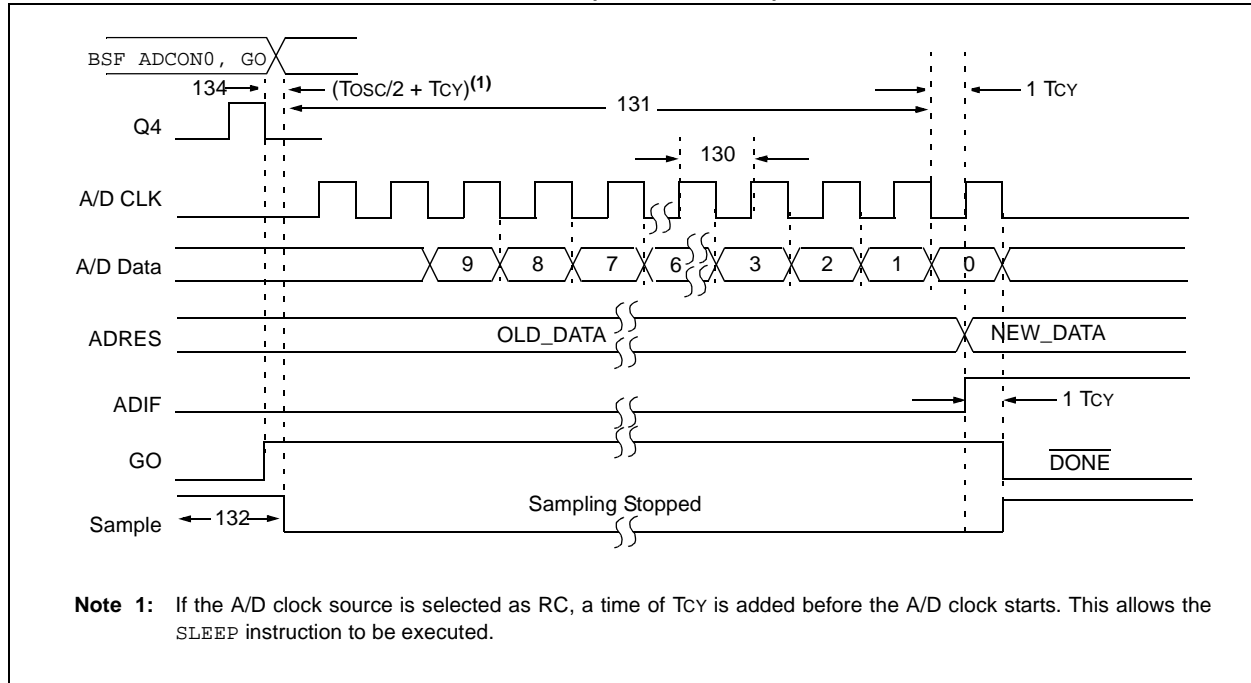 BSF ADCON0, GO
134 (TOSC/2 + TCY)(1)
131
1 TCY
Q4
130
A/D CLK
A/D Data 9 8 7 6 3 2 1 0
ADRES OLD_DATA NEW_DATA
ADIF 1 TCY
GO DONE
Sample 132 Sampling Stopped
Note 1: If the A/D clock source is selected as RC, a time of TCY is added before the A/D clock starts. This allows the
SLEEP instruction to be executed.